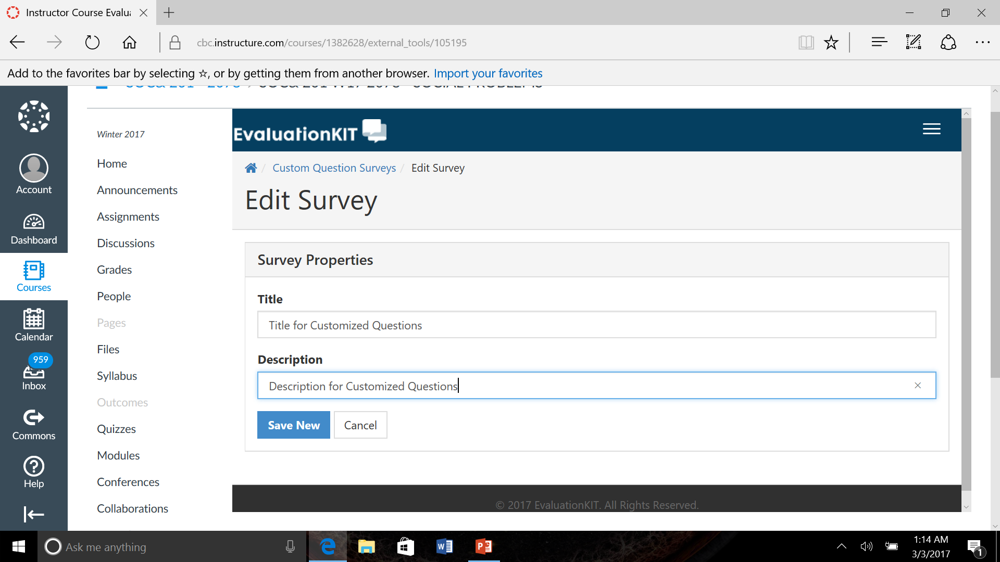 Instructor Course Evalu
cbc.instructure.com/courses/1382628/external_tools/105195
Add to the favorites bar by selecting ☆, or by getting them from another browser. Import your favorites
Winter 2017
Home
Announcements
Assignments
Discussions
Grades
People
Pages
Files
Syllabus
Outcomes
Quizzes
Modules
Conferences
Collaborations
Account
Dashboard
Courses
Calendar
959
Inbox
Commons
Help
EvaluationKIT
/ Custom Question Surveys / Edit Survey
Edit Survey
Survey Properties
Title
Title for Customized Questions
Description
Description for Customized Questions
Save New
Cancel
© 2017 EvaluationKIT. All Rights Reserved.
Ask me anything
1:14 AM
3/3/2017
1